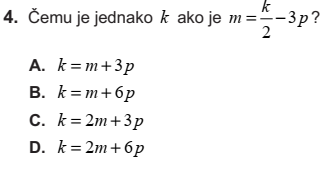 4. Čemu je jednako k ako je m = k/2 − 3p?
A. k = m + 3p
B. k = m + 6p
C. k = 2m + 3p
D. k = 2m + 6p